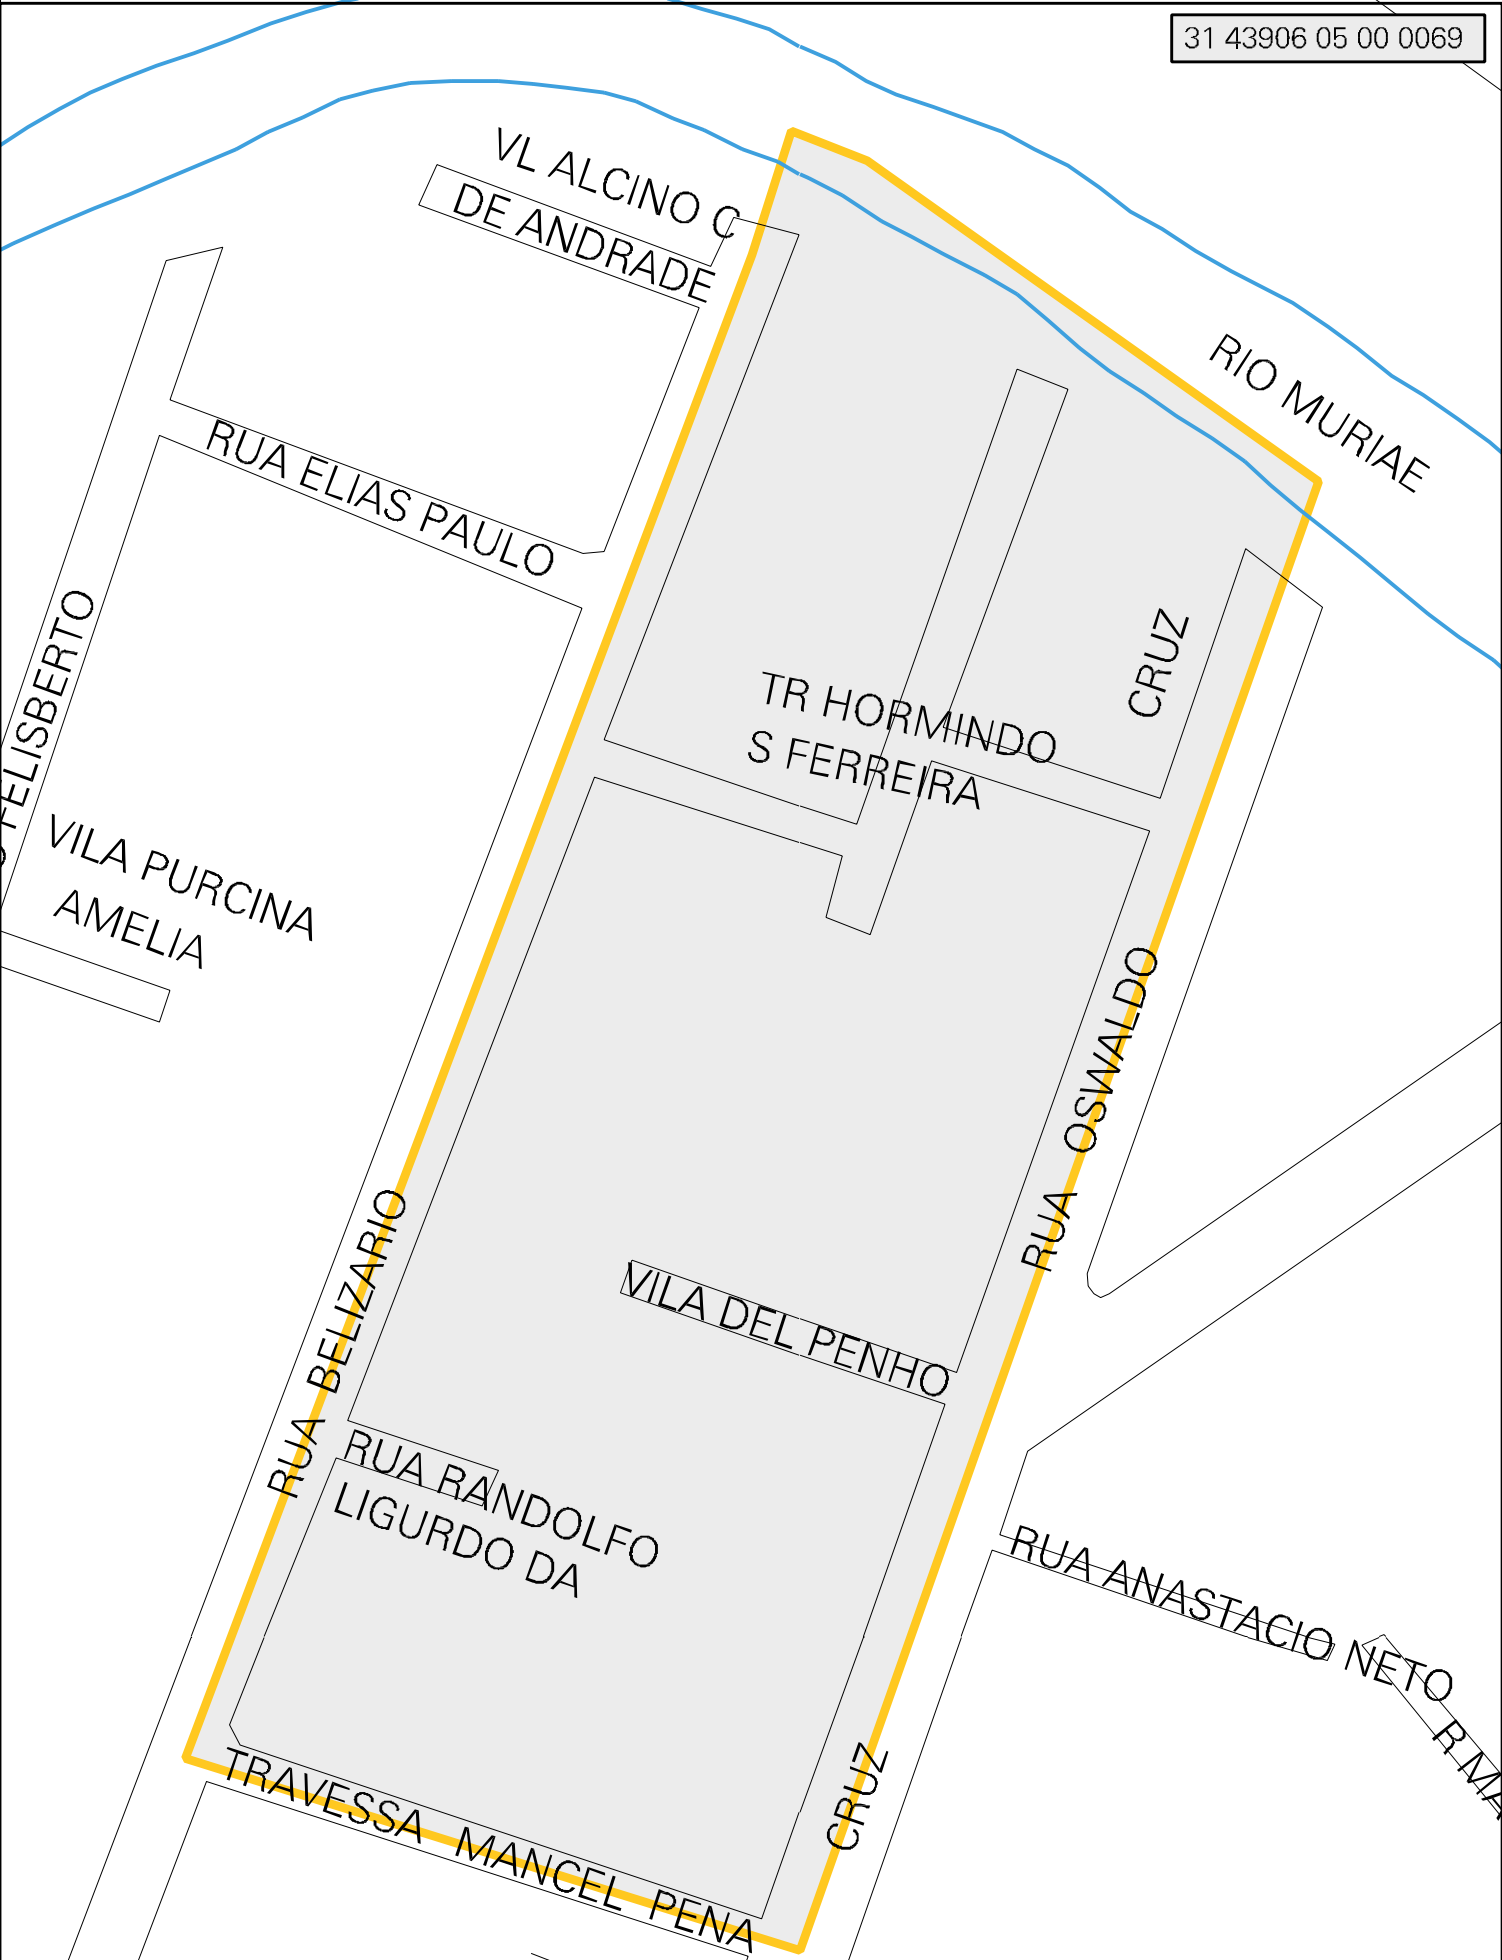 31 43906 05 00 0069
VL ALCINO C
DE ANDRADE
RIO MURIAE
RUA ELIAS PAULO
FELISBERTO
CRUZ
TR HORMINDO
S FERREIRA
VILA PURCINA
AMELIA
RUA OSWALDO
CRUZ
RUA BELIZARIO
VILA DEL PENHO
RUA RANDOLFO
LIGURDO DA
RUA ANASTACIO NETO
R MA
TRAVESSA MANCEL PENA